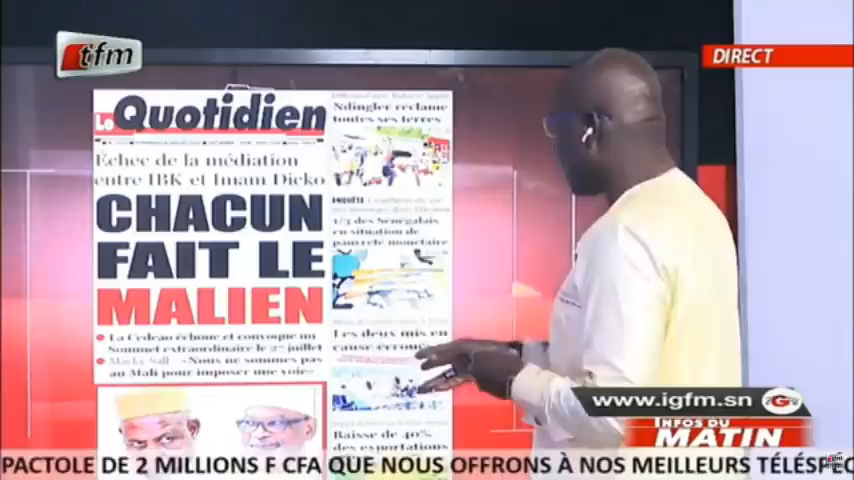 tfm
DIRECT
Le Quotidien
Échec de la médiation
entre IBK et Imam Dicko
CHACUN
FAIT LE
MALIEN
La Cedeao échoue et convoque un
Sommet extraordinaire le 27 juillet
Macky Sall «Nous ne sommes pas
au Mali pour imposer une voie»
Ndingler réclame
toutes ses terres
1/3 des Sénégalais
en situation de
pauvreté monétaire
Les deux mis en
cause écroués
Baisse de 40%
des exportations
www.igfm.sn
INFOS DU
MATIN
PACTOLE DE 2 MILLIONS F CFA QUE NOUS OFFRONS À NOS MEILLEURS TÉLÉSPEC